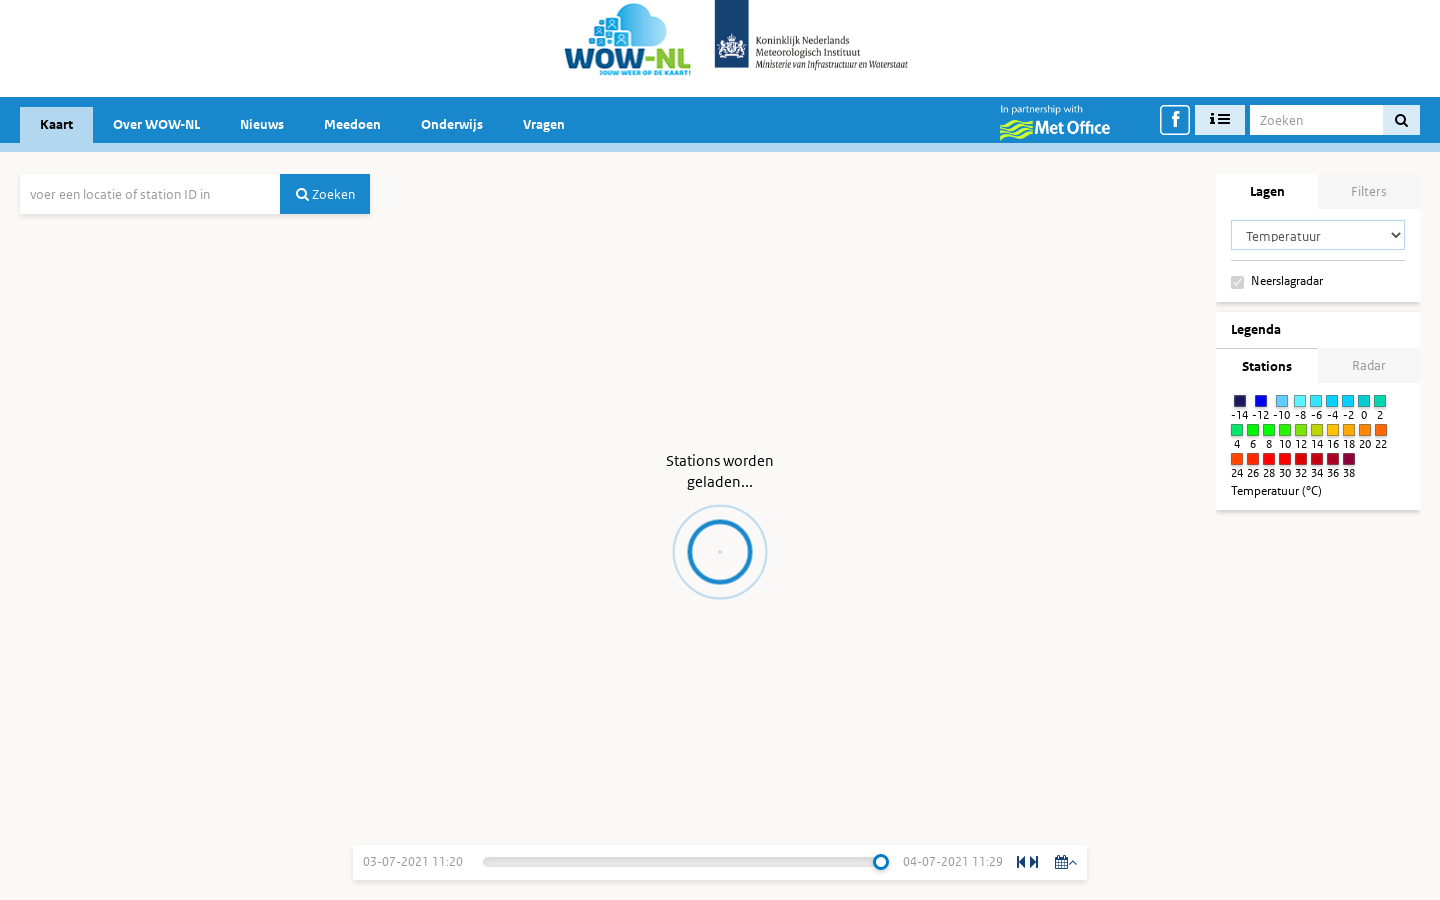 WOW-NL
JOUW WEER OP DE KAART!
Koninklijk Nederlands
Meteorologisch Instituut
Ministerie van Infrastructuur en Waterstaat
Kaart
Over WOW-NL
Nieuws
Meedoen
Onderwijs
Vragen
In partnership with
Met Office
f
Zoeken
voer een locatie of station ID in
Zoeken
Lagen
Filters
Temperatuur
Neerslagradar
Legenda
Stations
Radar
-14 -12 -10 -8 -6 -4 -2 0 2
4 6 8 10 12 14 16 18 20 22
24 26 28 30 32 34 36 38
Temperatuur (°C)
Stations worden
geladen...
03-07-2021 11:20
04-07-2021 11:29